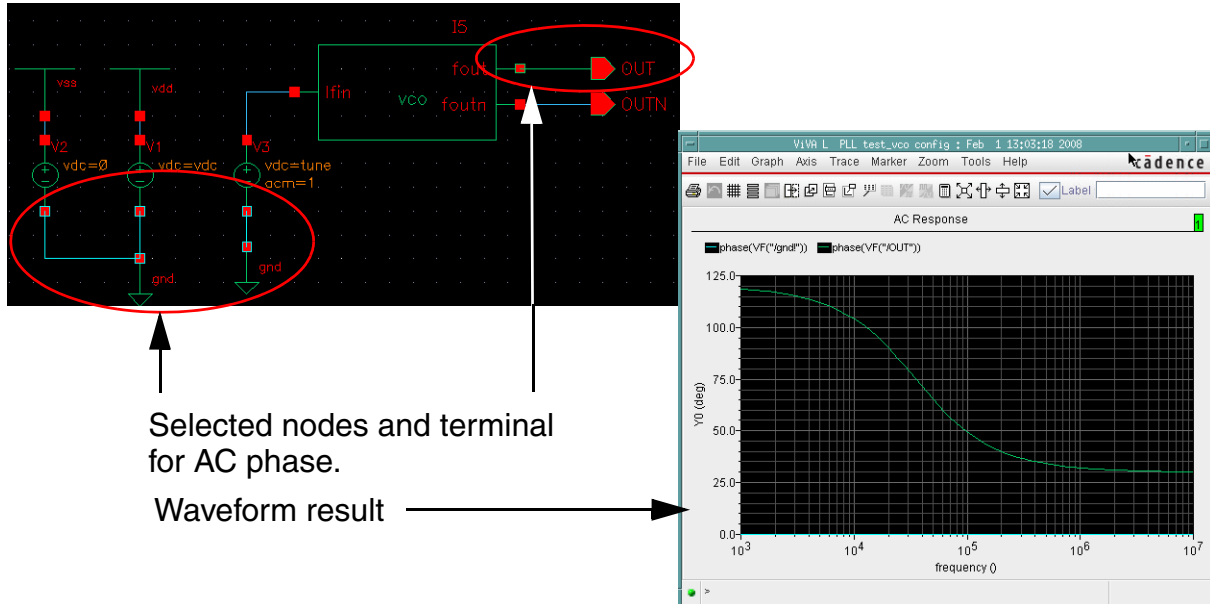 I5
fout
OUT
vss
vdd
lfin
vco
foutn
OUTN
V2
V1
V3
vdc=0
vdc=vdc
vdc=tune
acm=1
gnd
gnd
ViVA L PLL test_vco config : Feb 1 13:03:18 2008
File Edit Graph Axis Trace Marker Zoom Tools Help
cādence
Label
AC Response
1
phase(VF("/gnd!")) phase(VF("/OUT"))
125.0
100.0
75.0
50.0
25.0
0.0
Y0 (deg)
10³ 10⁴ 10⁵ 10⁶ 10⁷
frequency ()
>
Selected nodes and terminal
for AC phase.
Waveform result